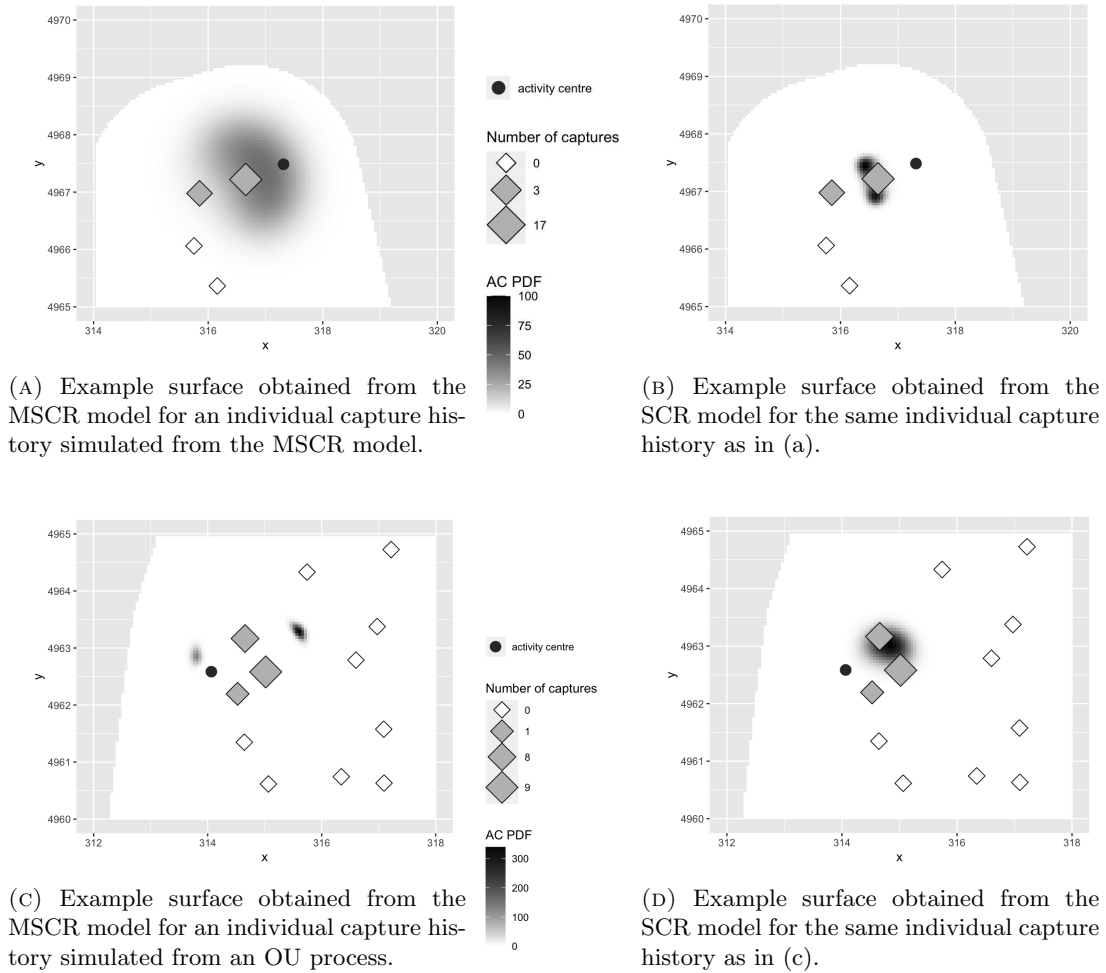 4970
4969
4968
4967
4966
4965
y
314
316
318
320
x
activity centre
Number of captures
0
3
17
AC PDF
100
75
50
25
0
4970
4969
4968
4967
4966
4965
y
314
316
318
320
x
(A) Example surface obtained from the
MSCR model for an individual capture his-
tory simulated from the MSCR model.
(B) Example surface obtained from the
SCR model for the same individual capture
history as in (a).
4965
4964
4963
4962
4961
4960
y
312
314
316
318
x
activity centre
Number of captures
0
1
8
9
AC PDF
300
200
100
0
4965
4964
4963
4962
4961
4960
y
312
314
316
318
x
(C) Example surface obtained from the
MSCR model for an individual capture his-
tory simulated from an OU process.
(D) Example surface obtained from the
SCR model for the same individual capture
history as in (c).